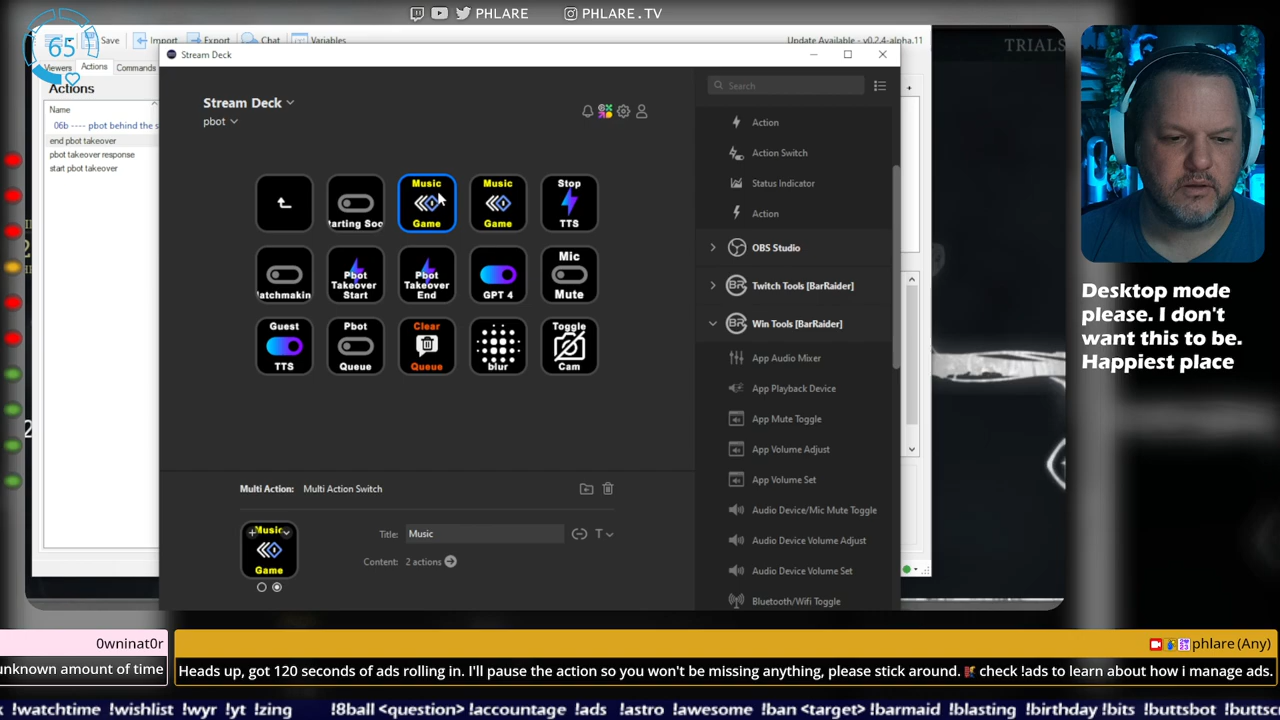 PHLARE
PHLARE.TV
65
Save
Import
Export
Chat
Variables
Update Available - v0.2.4-alpha.11
Viewers
Actions
Commands
Actions
Name
06b ---- pbot behind the s
end pbot takeover
pbot takeover response
start pbot takeover
Stream Deck
Stream Deck
pbot
Music
Game
Music
Game
Stop
TTS
arting Soo
atchmakin
Pbot
Takeover
Start
Pbot
Takeover
End
GPT 4
Mic
Mute
Guest
TTS
Pbot
Queue
Clear
Queue
blur
Toggle
Cam
Multi Action: Multi Action Switch
Music
Game
Title: Music
T
Content: 2 actions
Search
Action
Action Switch
Status Indicator
Action
OBS Studio
Twitch Tools [BarRaider]
Win Tools [BarRaider]
App Audio Mixer
App Playback Device
App Mute Toggle
App Volume Adjust
App Volume Set
Audio Device/Mic Mute Toggle
Audio Device Volume Adjust
Audio Device Volume Set
Bluetooth/Wifi Toggle
TRIALS
Desktop mode
please. I don't
want this to be.
Happiest place
0wninat0r
unknown amount of time
phlare (Any)
Heads up, got 120 seconds of ads rolling in. I'll pause the action so you won't be missing anything, please stick around. check !ads to learn about how i manage ads.
!watchtime !wishlist !wyr !yt !zing !8ball <question> !accountage !ads !astro !awesome !ban <target> !barmaid !blasting !birthday !bits !buttsbot